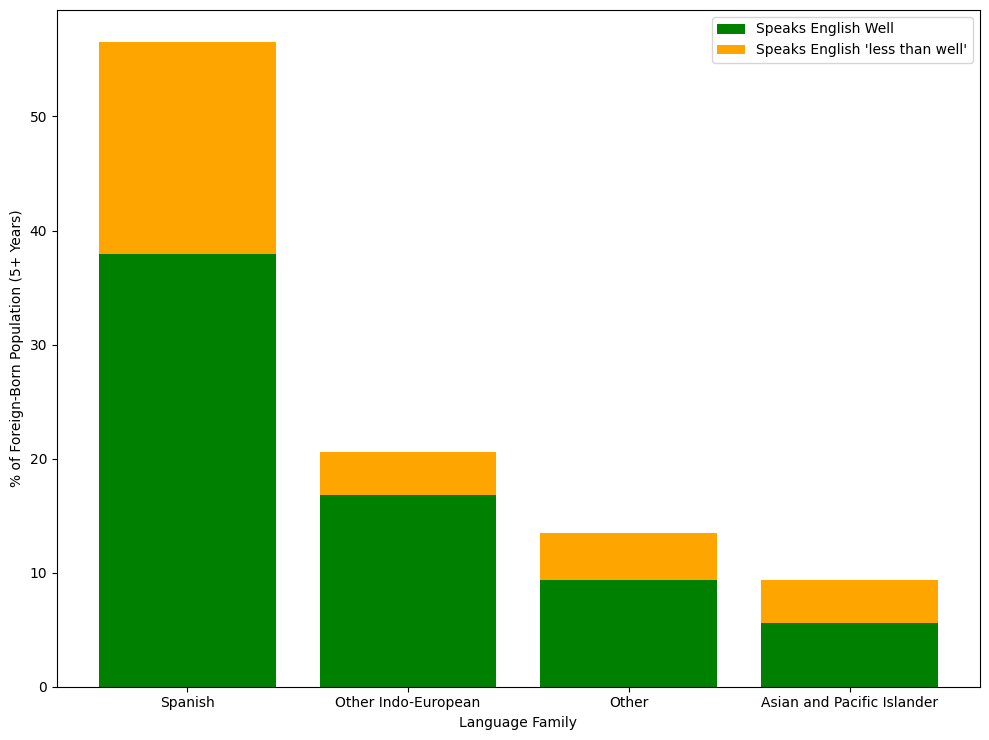 Speaks English Well
Speaks English 'less than well'
% of Foreign-Born Population (5+ Years)
50
40
30
20
10
0
Spanish
Other Indo-European
Other
Asian and Pacific Islander
Language Family